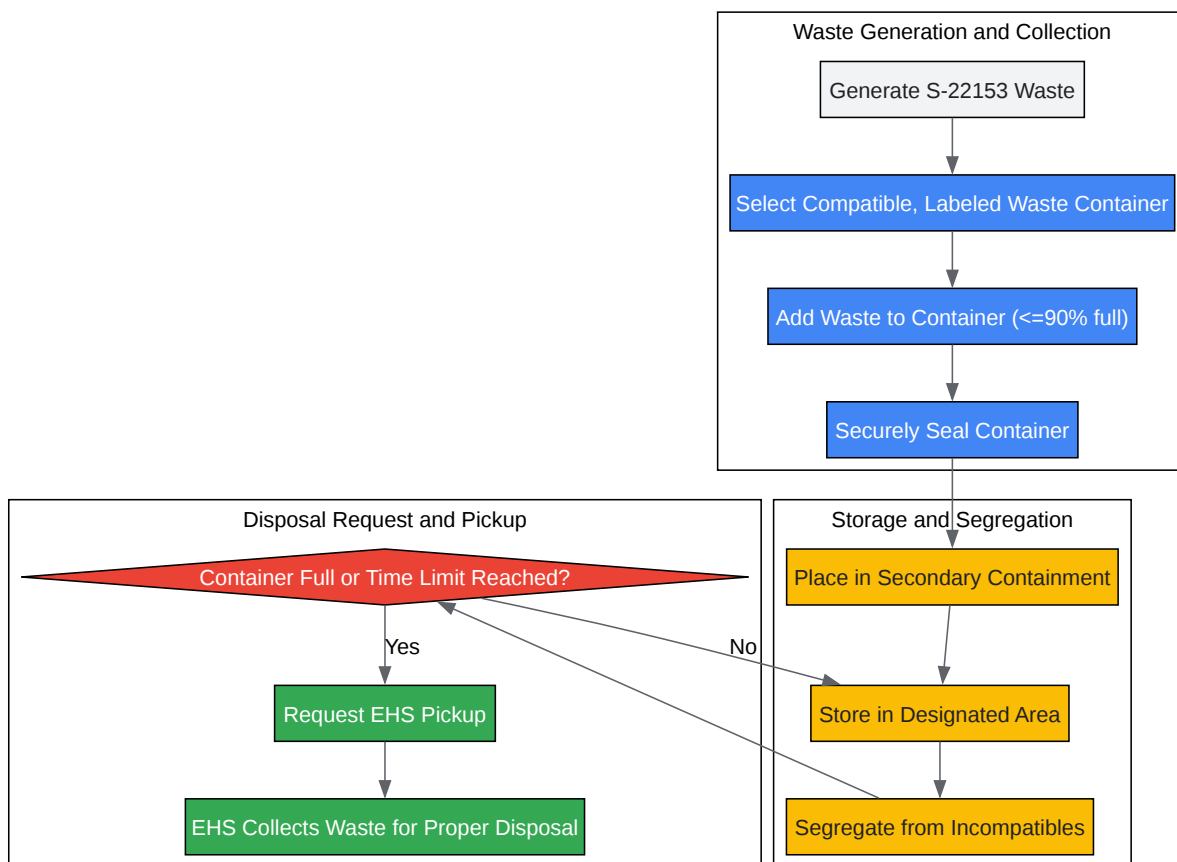 Waste Generation and Collection
Generate S-22153 Waste
Select Compatible, Labeled Waste Container
Add Waste to Container (<=90% full)
Securely Seal Container
Storage and Segregation
Place in Secondary Containment
Store in Designated Area
Segregate from Incompatibles
Disposal Request and Pickup
Container Full or Time Limit Reached?
No
Yes
Request EHS Pickup
EHS Collects Waste for Proper Disposal